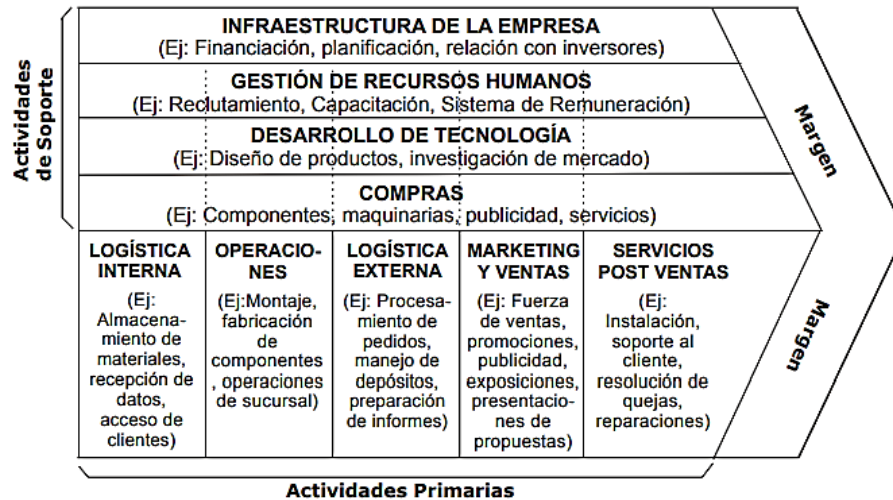 INFRAESTRUCTURA DE LA EMPRESA
(Ej: Financiación, planificación, relación con inversores)
GESTIÓN DE RECURSOS HUMANOS
(Ej: Reclutamiento, Capacitación, Sistema de Remuneración)
DESARROLLO DE TECNOLOGÍA
(Ej: Diseño de productos, investigación de mercado)
COMPRAS
(Ej: Componentes, maquinarias, publicidad, servicios)
Actividades
de Soporte
LOGÍSTICA
INTERNA
(Ej:
Almacena-
miento de
materiales,
recepción de
datos,
acceso de
clientes)
OPERACIO-
NES
(Ej:Montaje,
fabricación
de
componentes
, operaciones
de sucursal)
LOGÍSTICA
EXTERNA
(Ej: Procesa-
miento de
pedidos,
manejo de
depósitos,
preparación
de informes)
MARKETING
Y VENTAS
(Ej: Fuerza
de ventas,
promociones,
publicidad,
exposiciones,
presentacio-
nes de
propuestas)
SERVICIOS
POST VENTAS
(Ej:
Instalación,
soporte al
cliente,
resolución de
quejas,
reparaciones)
Margen
Margen
Actividades Primarias